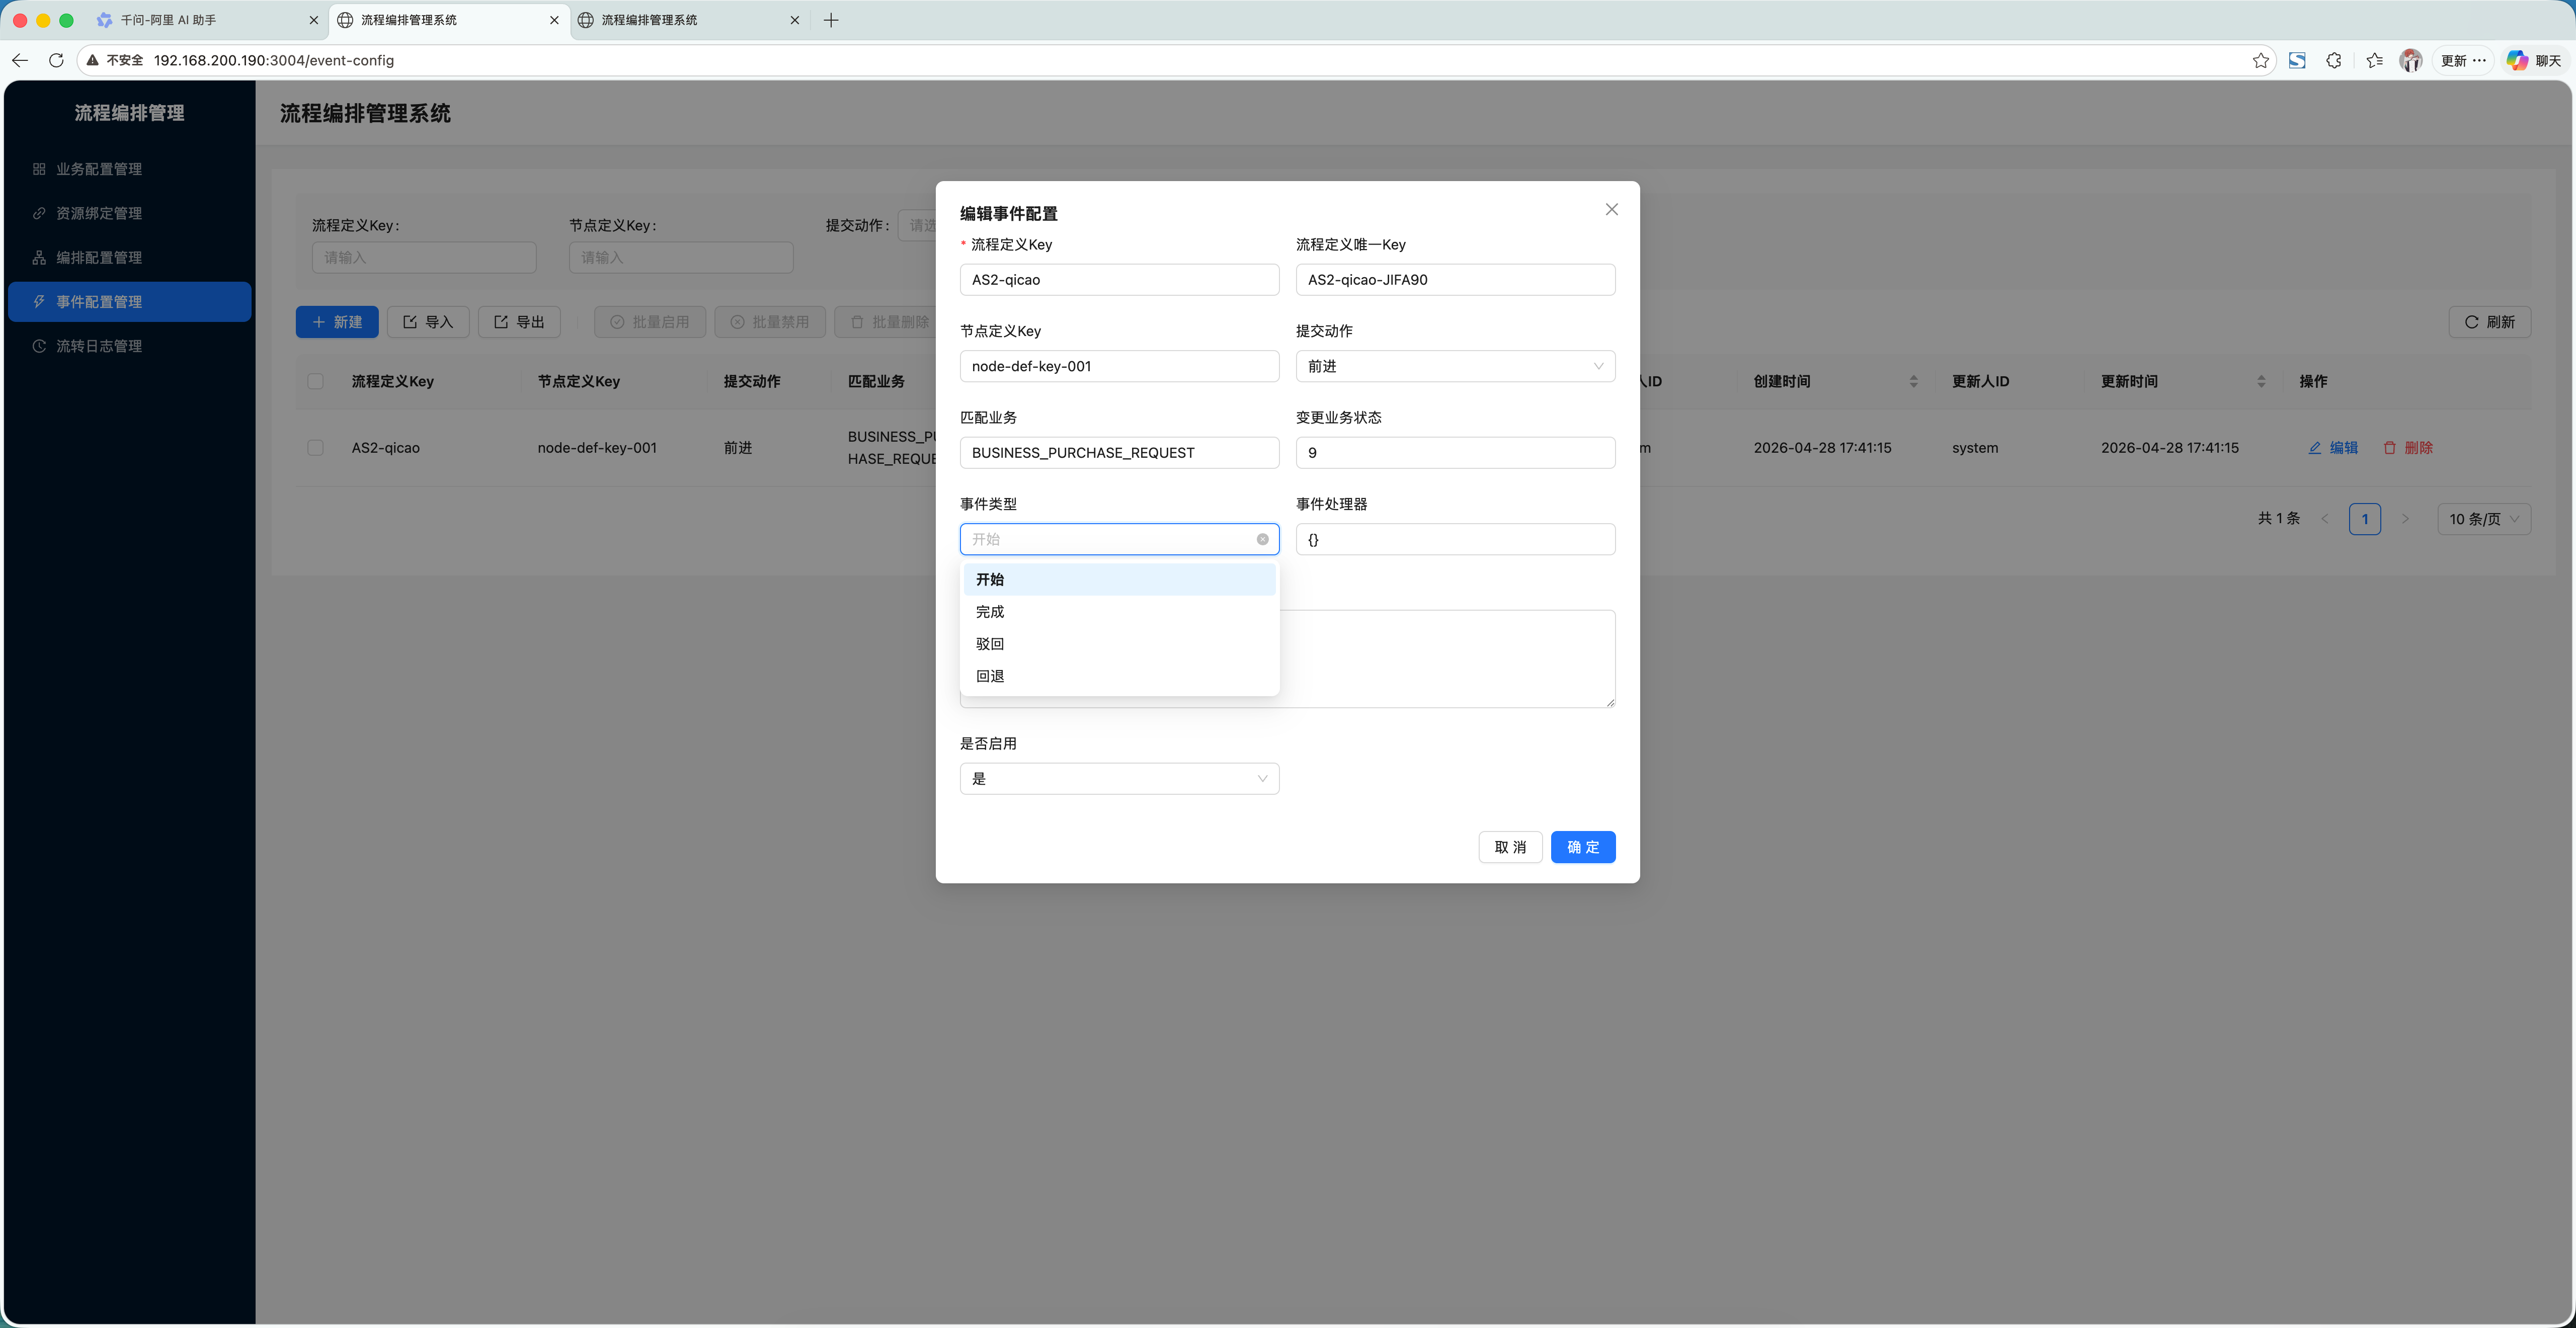 千问-阿里 AI 助手
流程编排管理系统
流程编排管理系统
不安全 192.168.200.190:3004/event-config
更新
聊天
流程编排管理
流程编排管理系统
业务配置管理
资源绑定管理
编排配置管理
事件配置管理
流转日志管理
流程定义Key:
请输入
节点定义Key:
请输入
提交动作:
请选
新建
导入
导出
批量启用
批量禁用
批量删除
刷新
流程定义Key
节点定义Key
提交动作
匹配业务
人ID
创建时间
更新人ID
更新时间
操作
AS2-qicao
node-def-key-001
前进
BUSINESS_PU
HASE_REQUE
m
2026-04-28 17:41:15
system
2026-04-28 17:41:15
编辑
删除
共 1 条
1
10 条/页
编辑事件配置
* 流程定义Key
流程定义唯一Key
AS2-qicao
AS2-qicao-JIFA90
节点定义Key
提交动作
node-def-key-001
前进
匹配业务
变更业务状态
BUSINESS_PURCHASE_REQUEST
9
事件类型
事件处理器
开始
{}
开始
完成
驳回
回退
是否启用
是
取 消
确 定